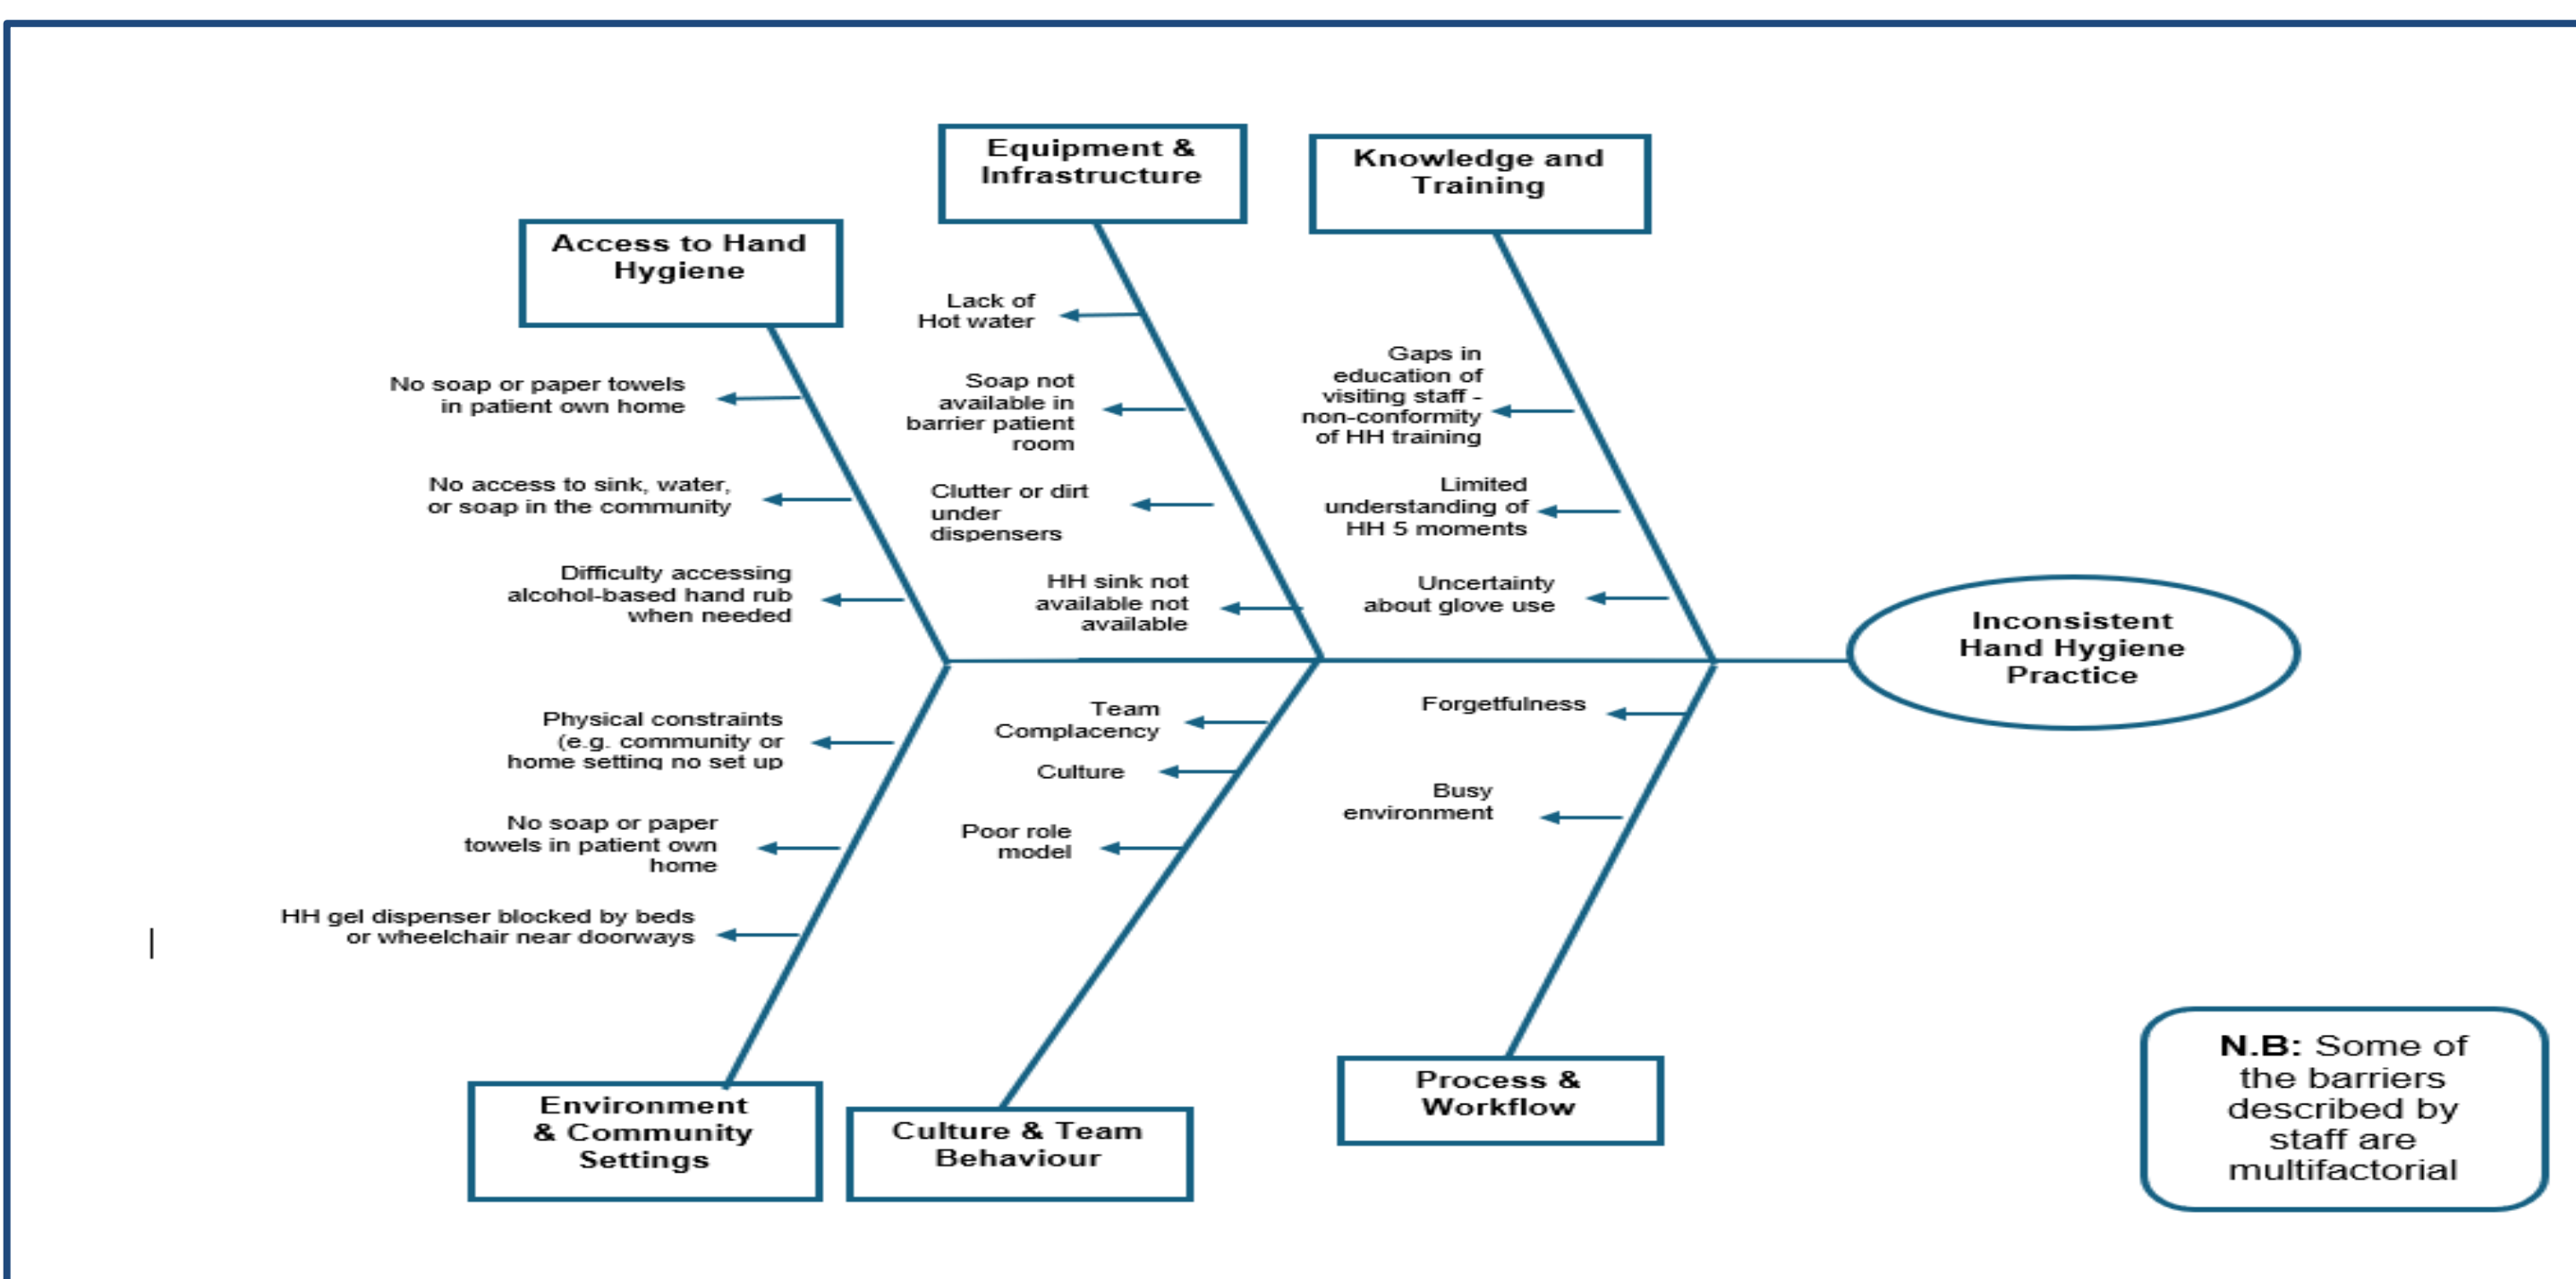 Equipment &
Infrastructure
Knowledge and
Training
Access to Hand
Hygiene
No soap or paper towels
in patient own home
No access to sink, water,
or soap in the community
Difficulty accessing
alcohol-based hand rub
when needed
Lack of
Hot water
Soap not
available in
barrier patient
room
Clutter or dirt
under
dispensers
HH sink not
available not
available
Gaps in
education of
visiting staff -
non-conformity
of HH training
Limited
understanding of
HH 5 moments
Uncertainty
about glove use
Inconsistent
Hand Hygiene
Practice
Physical constraints
(e.g. community or
home setting no set up
No soap or paper
towels in patient own
home
HH gel dispenser blocked by beds
or wheelchair near doorways
Team
Complacency
Culture
Poor role
model
Forgetfulness
Busy
environment
Environment
& Community
Settings
Culture & Team
Behaviour
Process &
Workflow
N.B: Some of
the barriers
described by
staff are
multifactorial